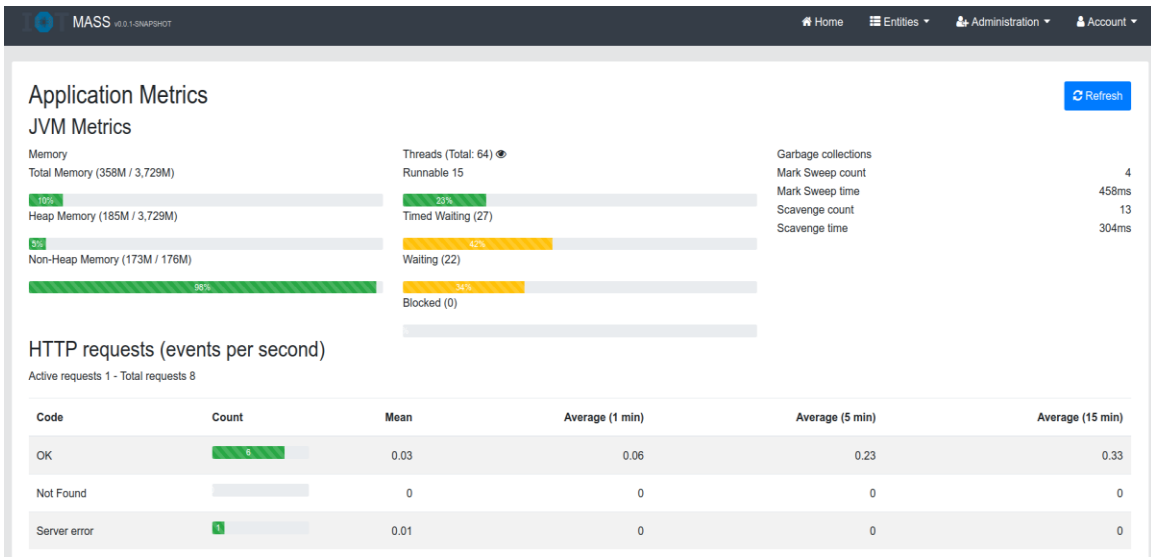 IOT MASS v0.0.1-SNAPSHOT Home Entities Administration Account
Application Metrics
Refresh
JVM Metrics
Memory
Total Memory (358M / 3,729M)
10%
Heap Memory (185M / 3,729M)
5%
Non-Heap Memory (173M / 176M)
98%
Threads (Total: 64)
Runnable 15
23%
Timed Waiting (27)
42%
Waiting (22)
34%
Blocked (0)
Garbage collections
Mark Sweep count 4
Mark Sweep time 458ms
Scavenge count 13
Scavenge time 304ms
HTTP requests (events per second)
Active requests 1 - Total requests 8
Code Count Mean Average (1 min) Average (5 min) Average (15 min)
OK 6 0.03 0.06 0.23 0.33
Not Found 0 0 0 0
Server error 1 0.01 0 0 0